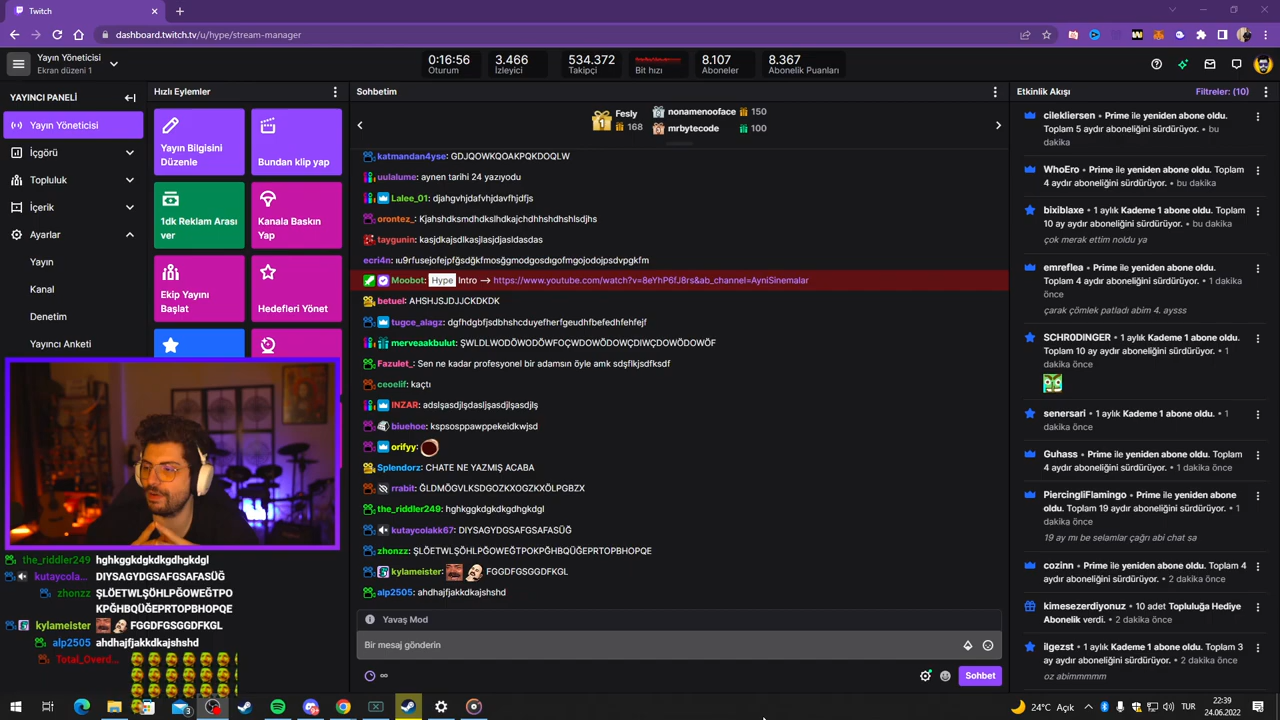 Twitch
dashboard.twitch.tv/u/hype/stream-manager
Yayın Yöneticisi
Ekran düzeni 1
0:16:56
Oturum
3.466
İzleyici
534.372
Takipçi
Bit hızı
8.107
Aboneler
8.367
Abonelik Puanları
YAYINCI PANELİ
Yayın Yöneticisi
İçgörü
Topluluk
İçerik
Ayarlar
Yayın
Kanal
Denetim
Yayıncı Anketi
Hızlı Eylemler
Yayın Bilgisini
Düzenle
Bundan klip yap
1dk Reklam Arası
ver
Kanala Baskın
Yap
Ekip Yayını
Başlat
Hedefleri Yönet
Sohbetim
1 Fesly
168
nonamenooface 150
mrbytecode 100
katmandan4yse: GDJQOWKQOAKPQKDOQLW
uulalume: aynen tarihi 24 yazıyodu
Lalee_01: djahgvhjdafvhjdavfhjdfjs
orontez_: Kjahshdksmdhdkslhdkajchdhhshdhshlsdjhs
taygunin: kasjdkajsdlkasjlasjdjasldasdas
ecri4n: ıu9rfusejofejpfğsdğkfmosğmodgosdıgofmgojodojpsdvpgkfm
Moobot: Hype Intro --> https://www.youtube.com/watch?v=8eYhP6fJ8rs&ab_channel=AyniSinemalar
betuel: AHSHJSJDJJCKDKDK
tugce_alagz: dgfhdgbfjsdbhshcduyefherfgeudhfbefedhfehfejf
merveaakbulut: ŞWLDLWODÖWODÖWFOÇWDOWÖDOWÇDIWÇDOWÖDOWÖF
Fazulet_: Sen ne kadar profesyonel bir adamsın öyle amk sdşflkjsdfksdf
ceoelif: kaçtı
INZAR: adslşasdjlşdasljşasdjlşasdjlş
biuehoe: kspsosppawppekeidkwjsd
orifyy:
Splendorz: CHATE NE YAZMIŞ ACABA
rrabit: ĞLDMÖGVLKSDGOZKXOGZKXÖLPGBZX
the_riddler249: hghkggkdgkdkgdhgkdgl
kutaycolakk67: DIYSAGYDGSAFGSAFASÜĞ
zhonzz: ŞLÖETWLŞÖHLPĞOWEĞTPOKPĞHBQÜĞEPRTOPBHOPQE
kylameister: FGGDFGSGGDFKGL
alp2505: ahdhajfjakkdkajshshd
Yavaş Mod
Bir mesaj gönderin
Sohbet
Etkinlik Akışı
Filtreler: (10)
cilekliersen • Prime ile yeniden abone oldu.
Toplam 5 aydır aboneliğini sürdürüyor. • bu
dakika
WhoEro • Prime ile yeniden abone oldu. Toplam
4 aydır aboneliğini sürdürüyor. • bu dakika
bixiblaxe • 1 aylık Kademe 1 abone oldu. Toplam
10 ay aydır aboneliğini sürdürüyor. • bu dakika
çok merak ettim noldu ya
emreflea • Prime ile yeniden abone oldu.
Toplam 4 aydır aboneliğini sürdürüyor. • 1 dakika
önce
çarak çömlek patladı abim 4. aysss
SCHR0DINGER • 1 aylık Kademe 1 abone oldu.
Toplam 10 ay aydır aboneliğini sürdürüyor. • 1
dakika önce
senersari • 1 aylık Kademe 1 abone oldu. • 1
dakika önce
Guhass • Prime ile yeniden abone oldu. Toplam
4 aydır aboneliğini sürdürüyor. • 1 dakika önce
PiercingliFlamingo • Prime ile yeniden abone
oldu. Toplam 19 aydır aboneliğini sürdürüyor. • 1
dakika önce
19 ay mı be selamlar çağrı abi chat sa
cozinn • Prime ile yeniden abone oldu. Toplam 4
aydır aboneliğini sürdürüyor. • 2 dakika önce
kimesezerdiyonuz • 10 adet Topluluğa Hediye
Abonelik verdi. • 2 dakika önce
ilgezst • 1 aylık Kademe 1 abone oldu. Toplam 3
ay aydır aboneliğini sürdürüyor. • 2 dakika önce
oz abimmmmm
the_riddler249 hghkggkdgkdkgdhgkdgl
kutaycola... DIYSAGYDGSAFGSAFASÜĞ
zhonzz ŞLÖETWLŞÖHLPĞOWEĞTPO
KPĞHBQÜĞEPRTOPBHOPQE
kylameister FGGDFGSGGDFKGL
alp2505 ahdhajfjakkdkajshshd
Total_Overd...
3
24°C Açık
TUR
22:39
24.06.2022